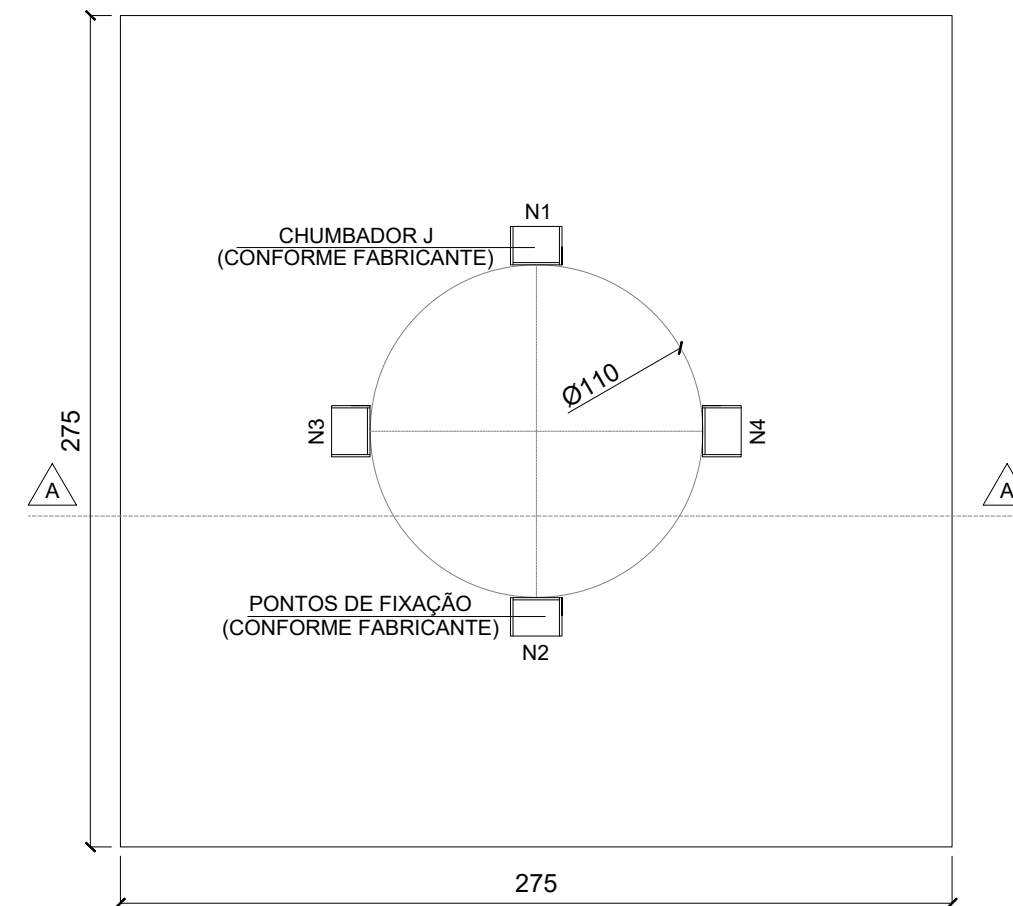 N1
CHUMBADOR J
(CONFORME FABRICANTE)
Ø110
275
N3
N4
A
A
PONTOS DE FIXAÇÃO
(CONFORME FABRICANTE)
N2
275